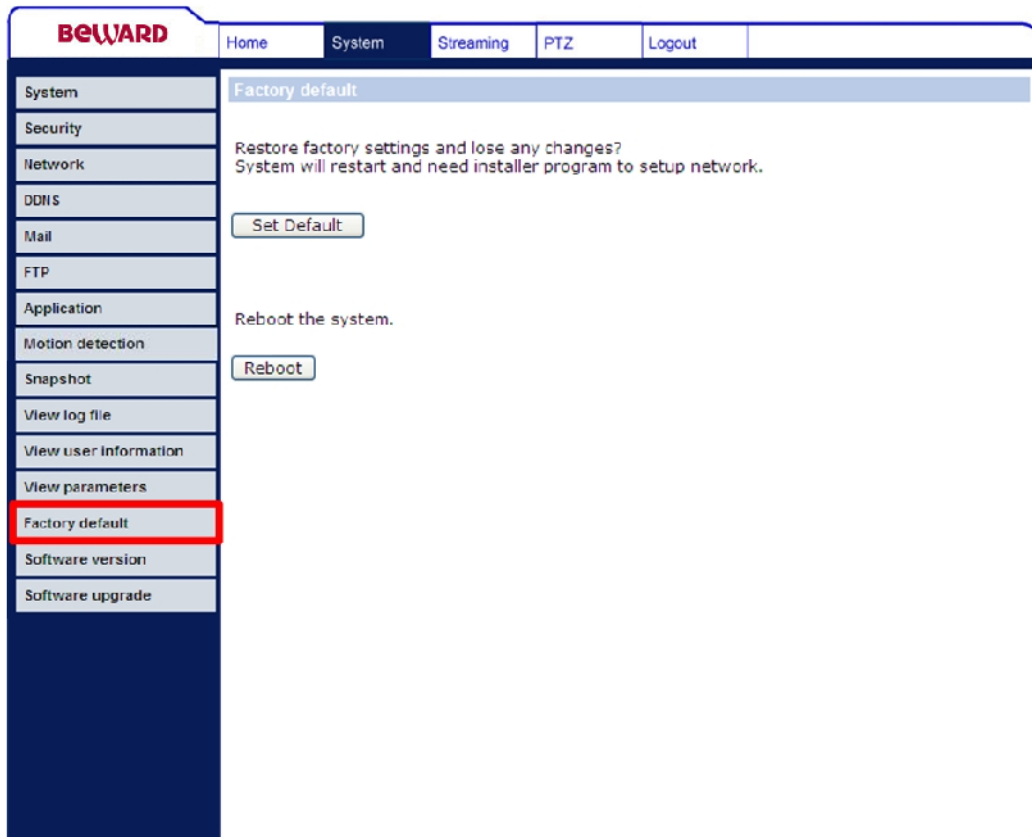 BEWARD
Home System Streaming PTZ Logout
System
Security
Network
DDNS
Mail
FTP
Application
Motion detection
Snapshot
View log file
View user information
View parameters
Factory default
Software version
Software upgrade
Factory default
Restore factory settings and lose any changes?
System will restart and need installer program to setup network.
Set Default
Reboot the system.
Reboot